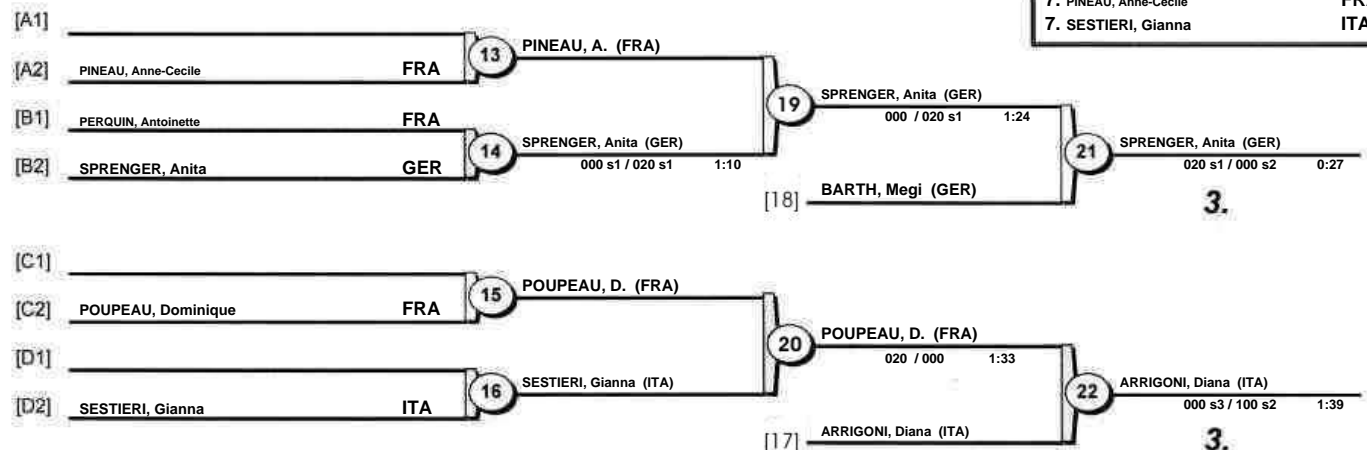 7. PINEAU, Anne-Cecile FRA
7. SESTIERI, Gianna ITA
[A1]
13 PINEAU, A. (FRA)
[A2] PINEAU, Anne-Cecile FRA
19 SPRENGER, Anita (GER)
000 / 020 s1 1:24
[B1] PERQUIN, Antoinette FRA
14 SPRENGER, Anita (GER)
000 s1 / 020 s1 1:10
21 SPRENGER, Anita (GER)
020 s1 / 000 s2 0:27
[B2] SPRENGER, Anita GER
[18] BARTH, Megi (GER)
3.
[C1]
15 POUPEAU, D. (FRA)
[C2] POUPEAU, Dominique FRA
20 POUPEAU, D. (FRA)
020 / 000 1:33
[D1]
16 SESTIERI, Gianna (ITA)
22 ARRIGONI, Diana (ITA)
000 s3 / 100 s2 1:39
[D2] SESTIERI, Gianna ITA
[17] ARRIGONI, Diana (ITA)
3.